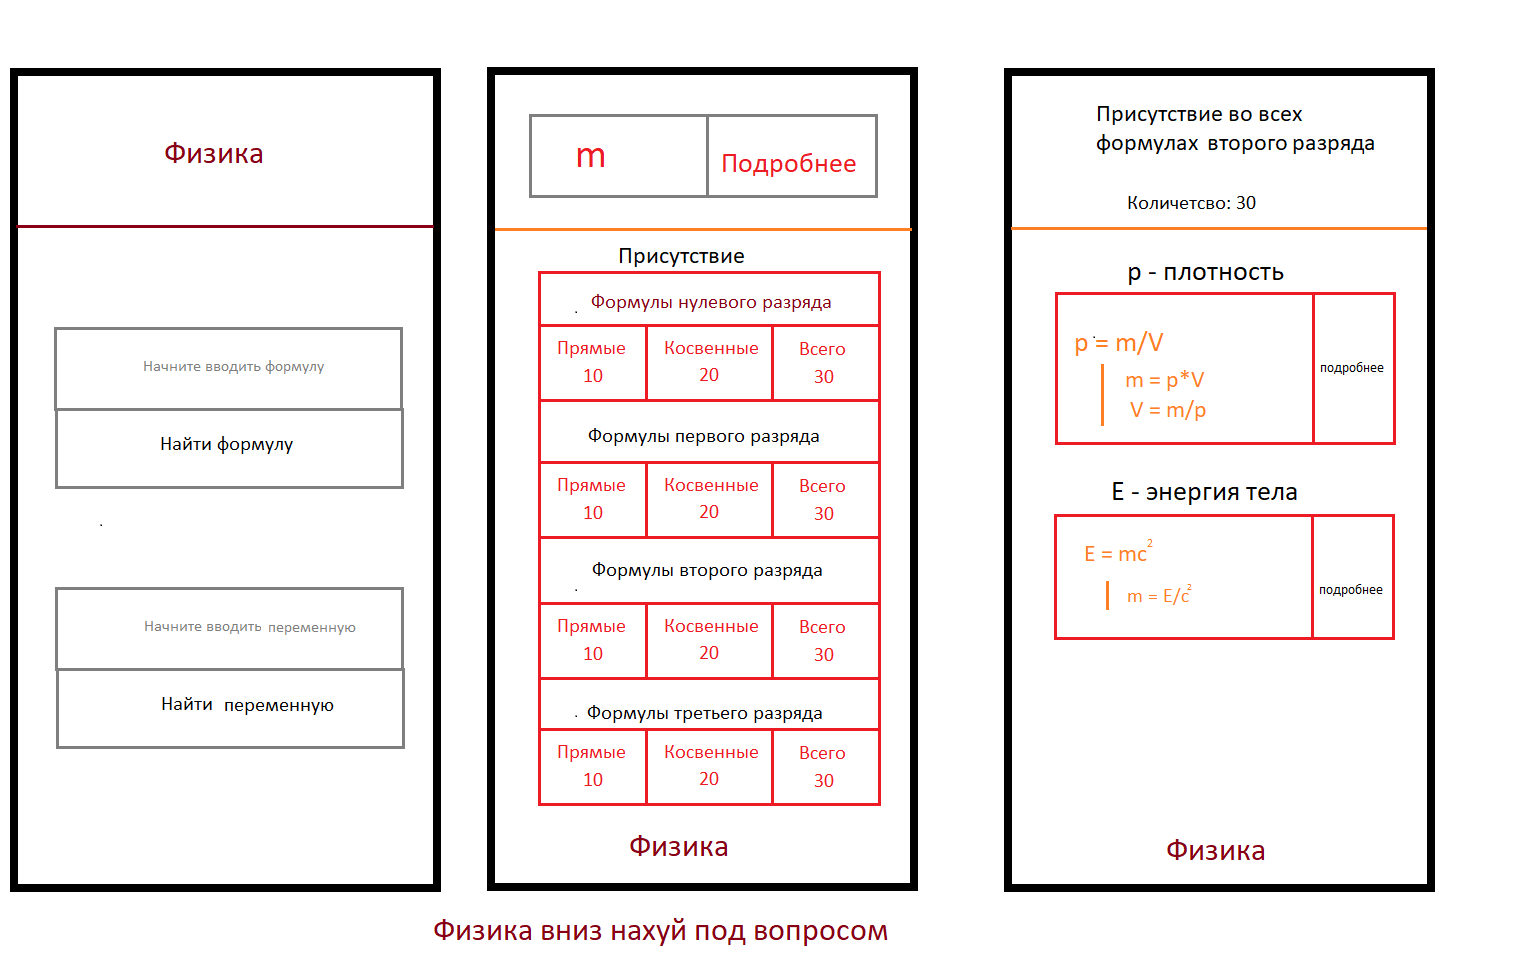 Физика
Начните вводить формулу
Найти формулу
Начните вводить переменную
Найти переменную
m
Подробнее
Присутствие
Формулы нулевого разряда
Прямые Косвенные Всего
10 20 30
Формулы первого разряда
Прямые Косвенные Всего
10 20 30
Формулы второго разряда
Прямые Косвенные Всего
10 20 30
Формулы третьего разряда
Прямые Косвенные Всего
10 20 30
Физика
Присутствие во всех
формулах второго разряда
Количетсво: 30
р - плотность
p = m/V
m = p*V
V = m/p
подробнее
E - энергия тела
E = mc²
m = E/c²
подробнее
Физика
Физика вниз нахуй под вопросом